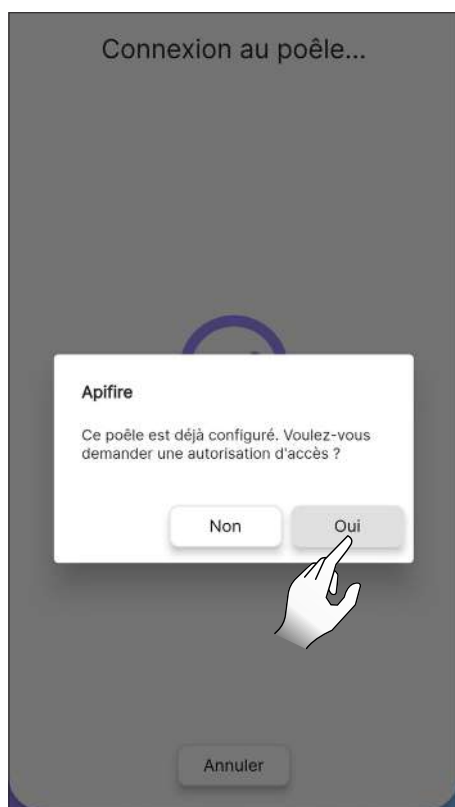 Connexion au poêle...
Apifire
Ce poêle est déjà configuré. Voulez-vous
demander une autorisation d'accès ?
Non
Oui
Annuler